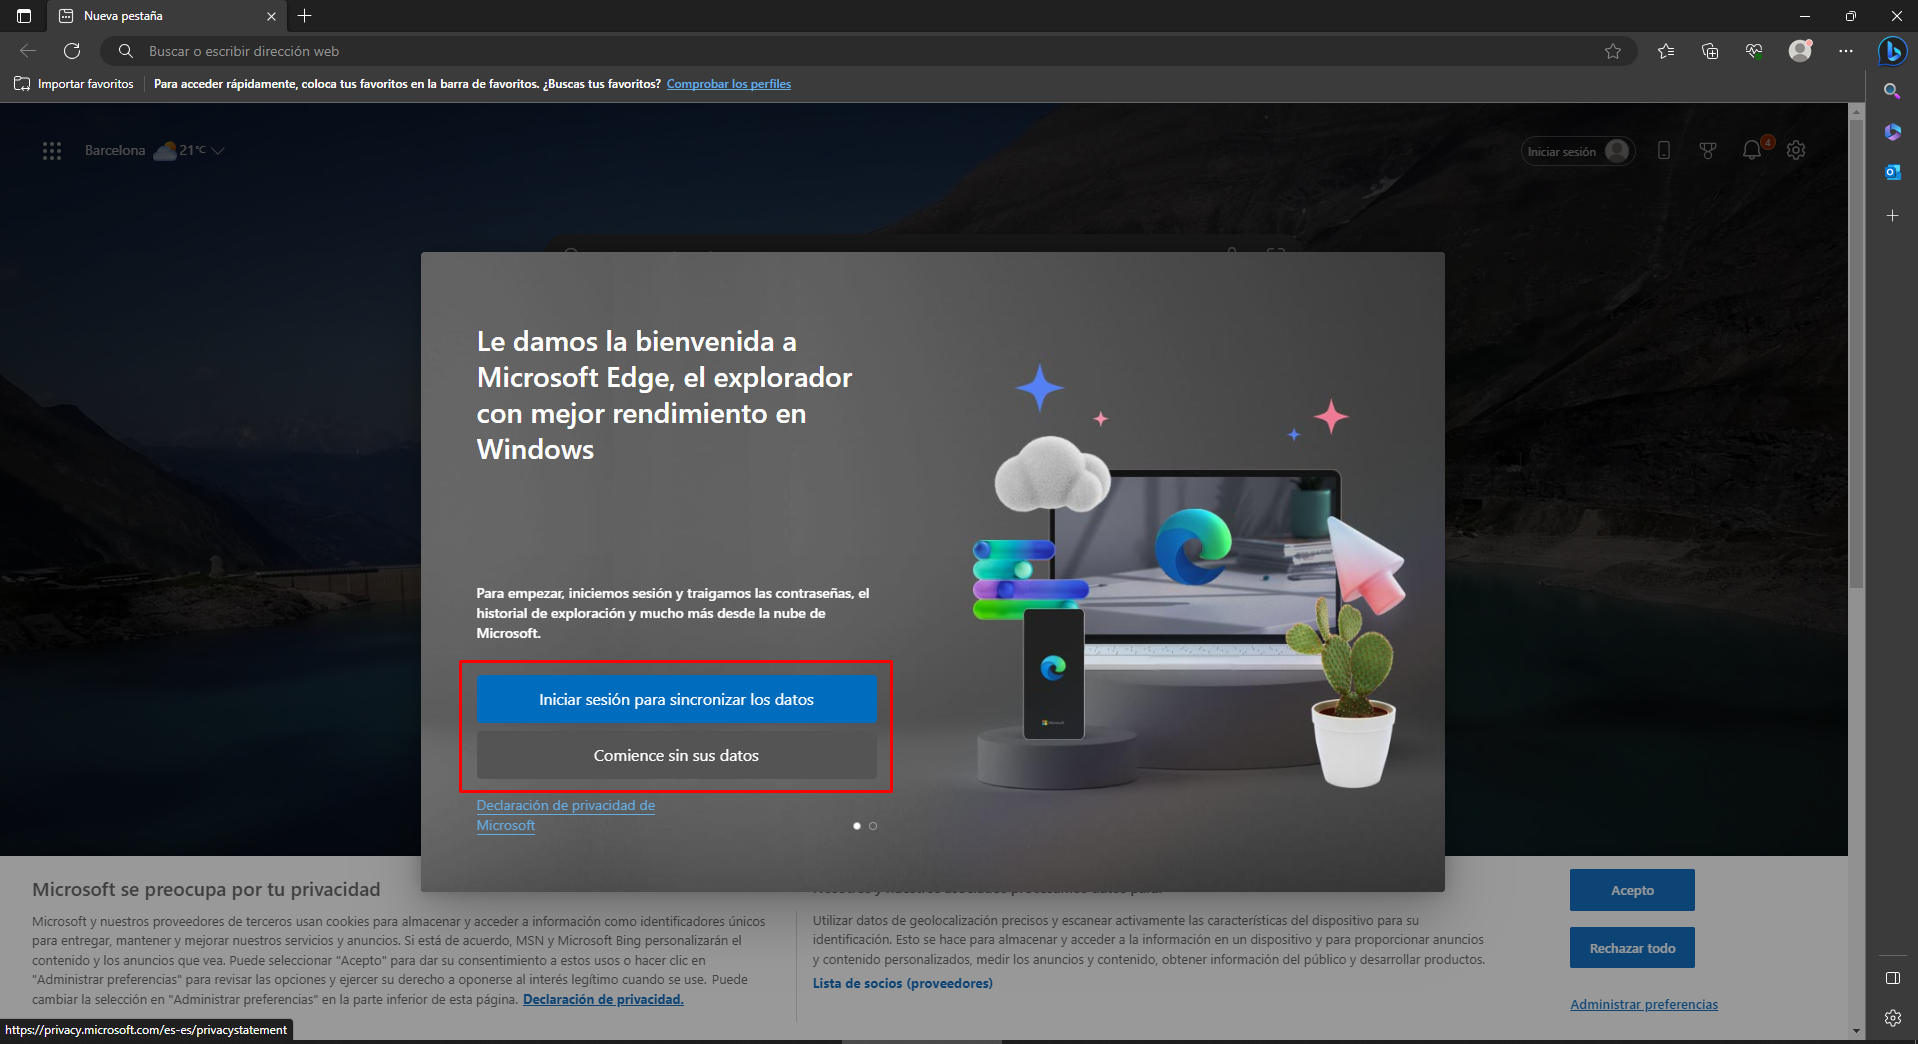 Nueva pestaña
Buscar o escribir dirección web
Importar favoritos
Para acceder rápidamente, coloca tus favoritos en la barra de favoritos. ¿Buscas tus favoritos? Comprobar los perfiles
Barcelona 21°C
Iniciar sesión
4
Le damos la bienvenida a
Microsoft Edge, el explorador
con mejor rendimiento en
Windows
Para empezar, iniciemos sesión y traigamos las contraseñas, el
historial de exploración y mucho más desde la nube de
Microsoft.
Iniciar sesión para sincronizar los datos
Comience sin sus datos
Declaración de privacidad de
Microsoft
Microsoft
Microsoft se preocupa por tu privacidad
Microsoft y nuestros proveedores de terceros usan cookies para almacenar y acceder a información como identificadores únicos
para entregar, mantener y mejorar nuestros servicios y anuncios. Si está de acuerdo, MSN y Microsoft Bing personalizarán el
contenido y los anuncios que vea. Puede seleccionar "Acepto" para dar su consentimiento a estos usos o hacer clic en
"Administrar preferencias" para revisar las opciones y ejercer su derecho a oponerse al interés legítimo cuando se use. Puede
cambiar la selección en "Administrar preferencias" en la parte inferior de esta página. Declaración de privacidad.
Utilizar datos de geolocalización precisos y escanear activamente las características del dispositivo para su
identificación. Esto se hace para almacenar y acceder a la información en un dispositivo y para proporcionar anuncios
y contenido personalizados, medir los anuncios y contenido, obtener información del público y desarrollar productos.
Lista de socios (proveedores)
Acepto
Rechazar todo
Administrar preferencias
https://privacy.microsoft.com/es-es/privacystatement